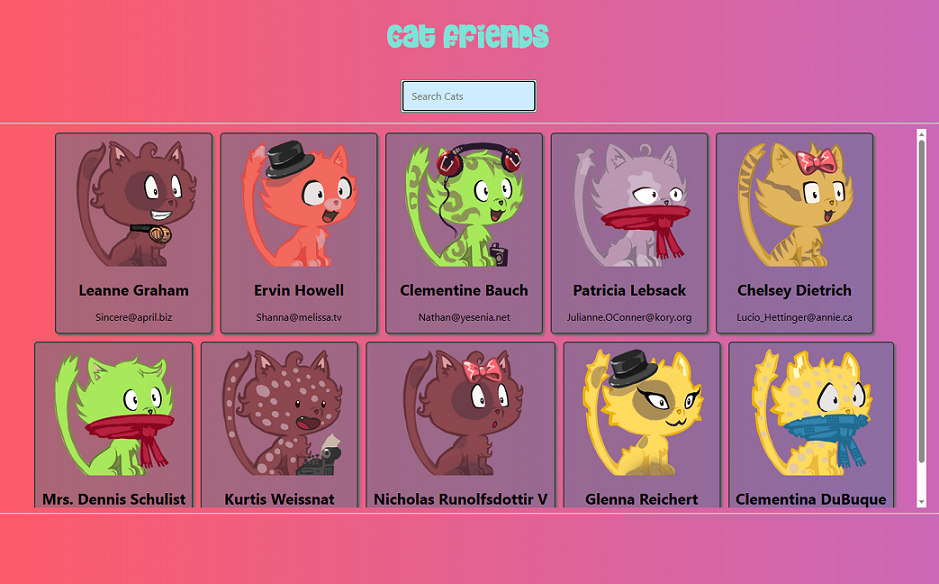 Cat Friends
Search Cats
Leanne Graham
Sincere@april.biz
Ervin Howell
Shanna@melissa.tv
Clementine Bauch
Nathan@yesenia.net
Patricia Lebsack
Julianne.OConner@kory.org
Chelsey Dietrich
Lucio_Hettinger@annie.ca
Mrs. Dennis Schulist
Kurtis Weissnat
Nicholas Runolfsdottir V
Glenna Reichert
Clementina DuBuque